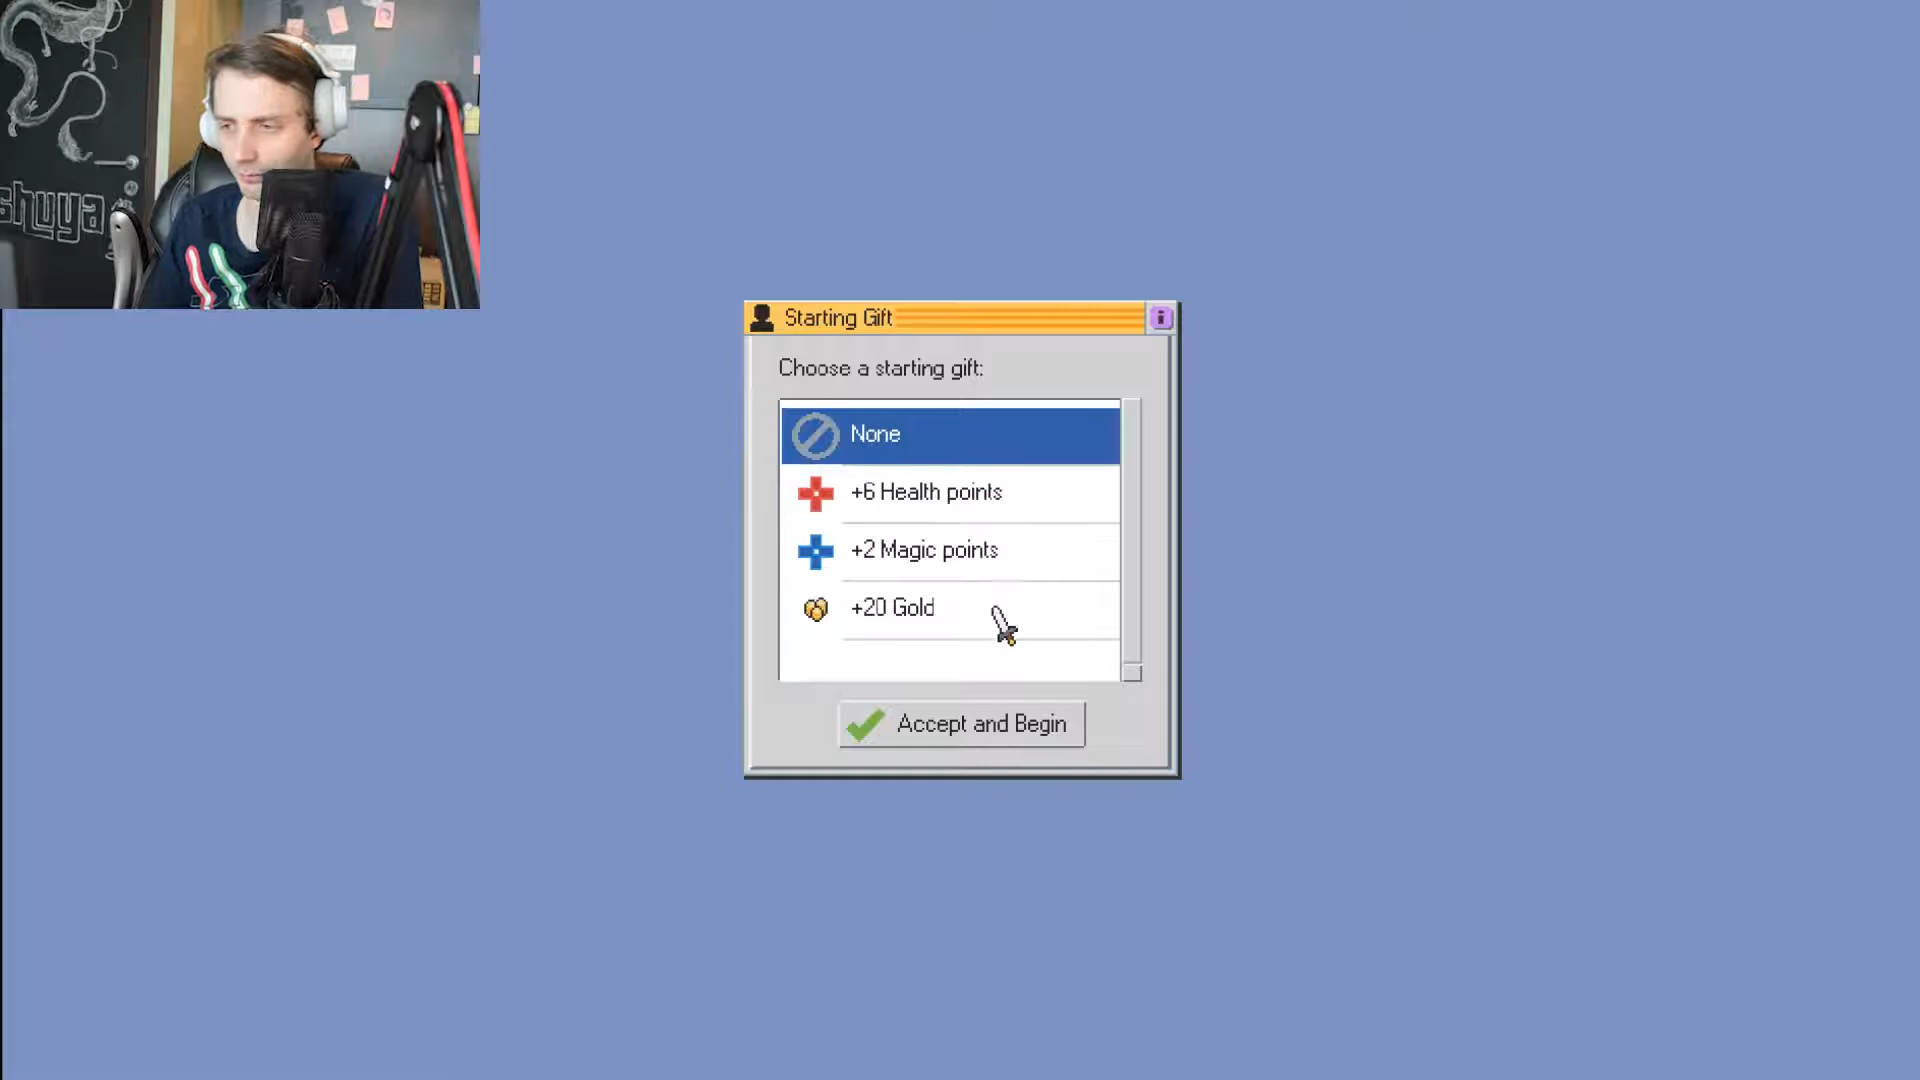 shuya
Starting Gift
Choose a starting gift:
None
+6 Health points
+2 Magic points
+20 Gold
Accept and Begin